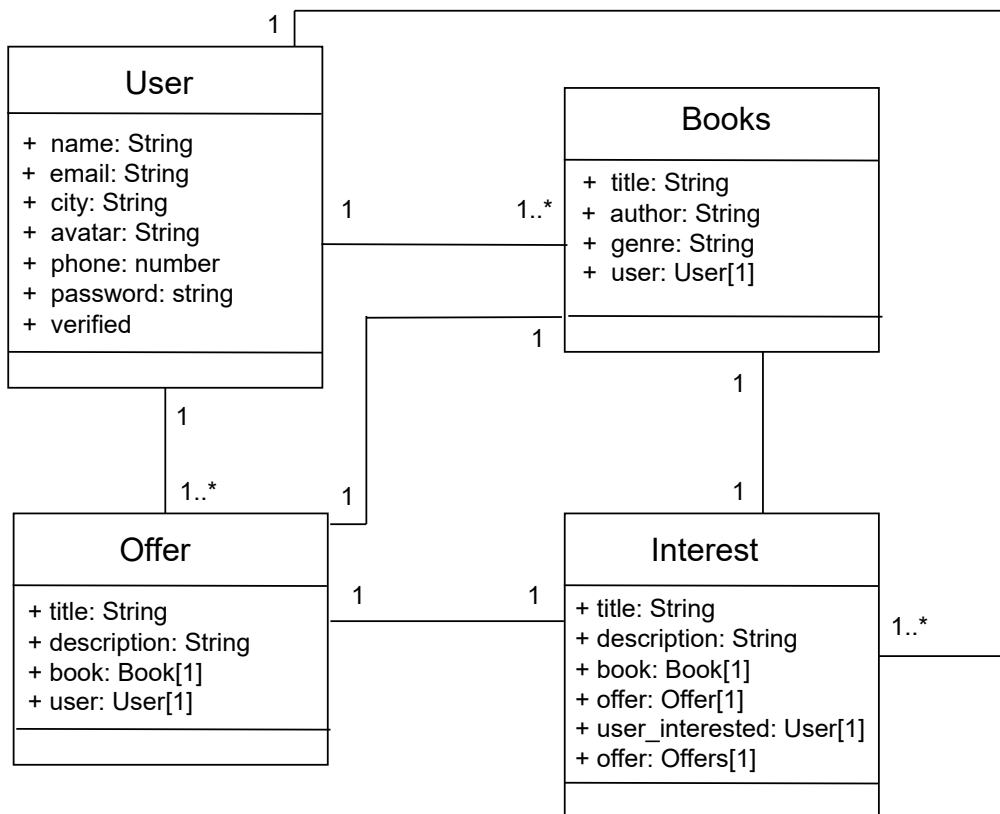 1
User
+ name: String
+ email: String
+ city: String
+ avatar: String
+ phone: number
+ password: string
+ verified
Books
+ title: String
+ author: String
+ genre: String
+ user: User[1]
1
1..*
1
1
1
1..*
1
1
Offer
+ title: String
+ description: String
+ book: Book[1]
+ user: User[1]
1
1
Interest
+ title: String
+ description: String
+ book: Book[1]
+ offer: Offer[1]
+ user_interested: User[1]
+ offer: Offers[1]
1..*